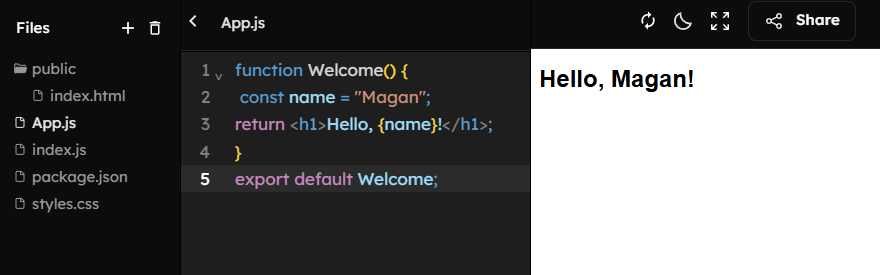 Files
public
index.html
App.js
index.js
package.json
styles.css
App.js
1 function Welcome() {
2 const name = "Magan";
3 return <h1>Hello, {name}!</h1>;
4 }
5 export default Welcome;
Share
Hello, Magan!